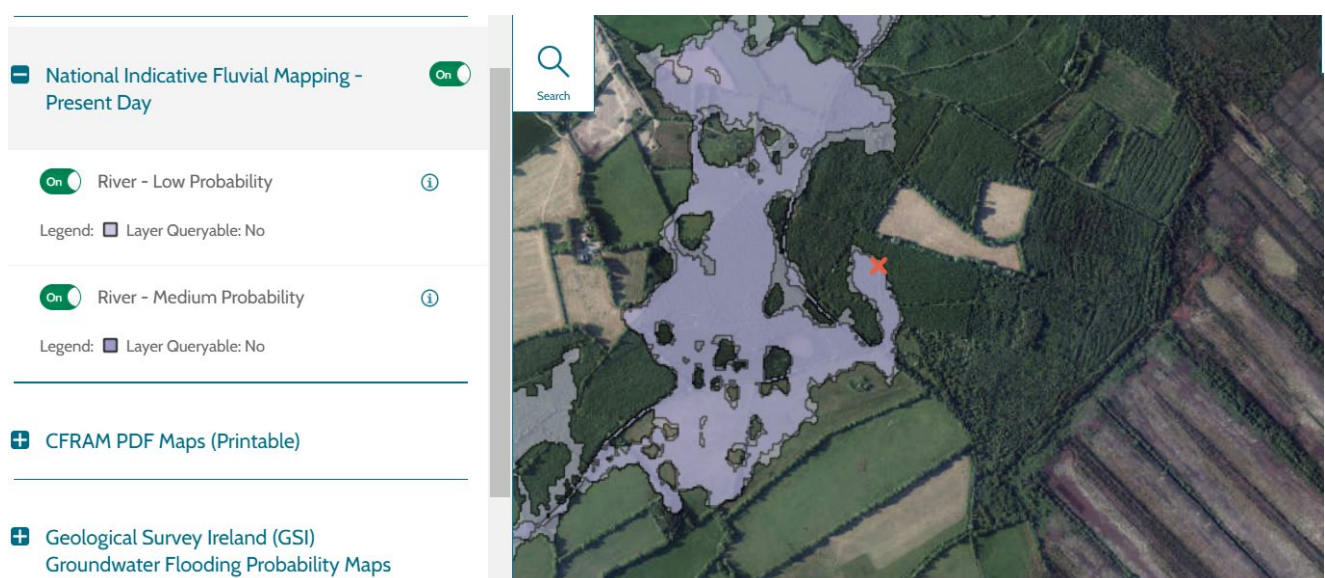 National Indicative Fluvial Mapping -
Present Day
On
On
River - Low Probability
Legend: Layer Queryable: No
On
River - Medium Probability
Legend: Layer Queryable: No
CFRAM PDF Maps (Printable)
Geological Survey Ireland (GSI)
Groundwater Flooding Probability Maps
Search